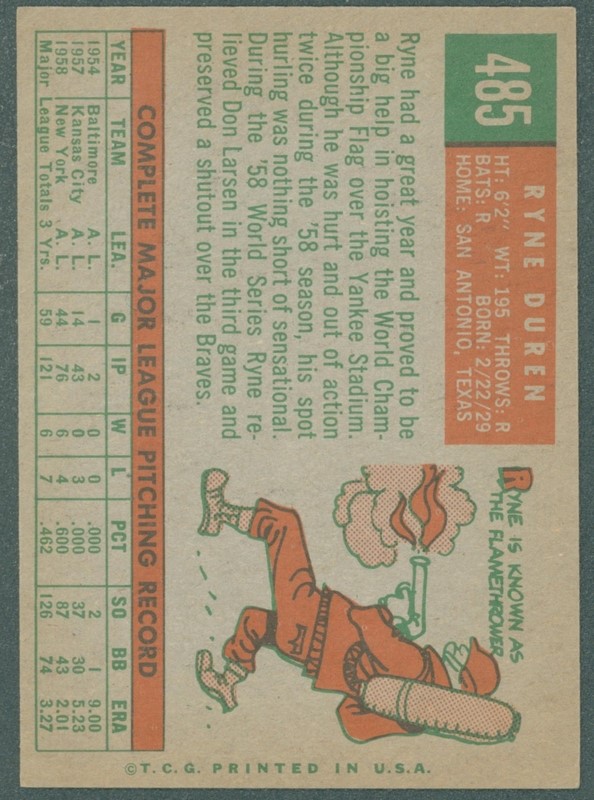 485
RYNE DUREN
HT: 6'2" WT: 195 THROWS: R
BATS: R BORN: 2/22/29
HOME: SAN ANTONIO, TEXAS
Ryne had a great year and proved to be
a big help in hoisting the World Cham-
pionship Flag over the Yankee Stadium.
Although he was hurt and out of action
twice during the '58 season, his spot
hurling was nothing short of sensational.
During the '58 World Series Ryne re-
lieved Don Larsen in the third game and
preserved a shutout over the Braves.
RYNE IS KNOWN AS
THE FLAMETHROWER
COMPLETE MAJOR LEAGUE PITCHING RECORD
YEAR TEAM LEA. G IP W L PCT SO BB ERA
1954 Baltimore A. L. 1 2 0 0 .000 2 1 9.00
1957 Kansas City A. L. 14 43 0 3 .000 37 30 5.23
1958 New York A. L. 44 76 6 4 .600 87 43 2.01
Major League Totals 3 Yrs. 59 121 6 7 .462 126 74 3.27
© T.C.G. PRINTED IN U.S.A.